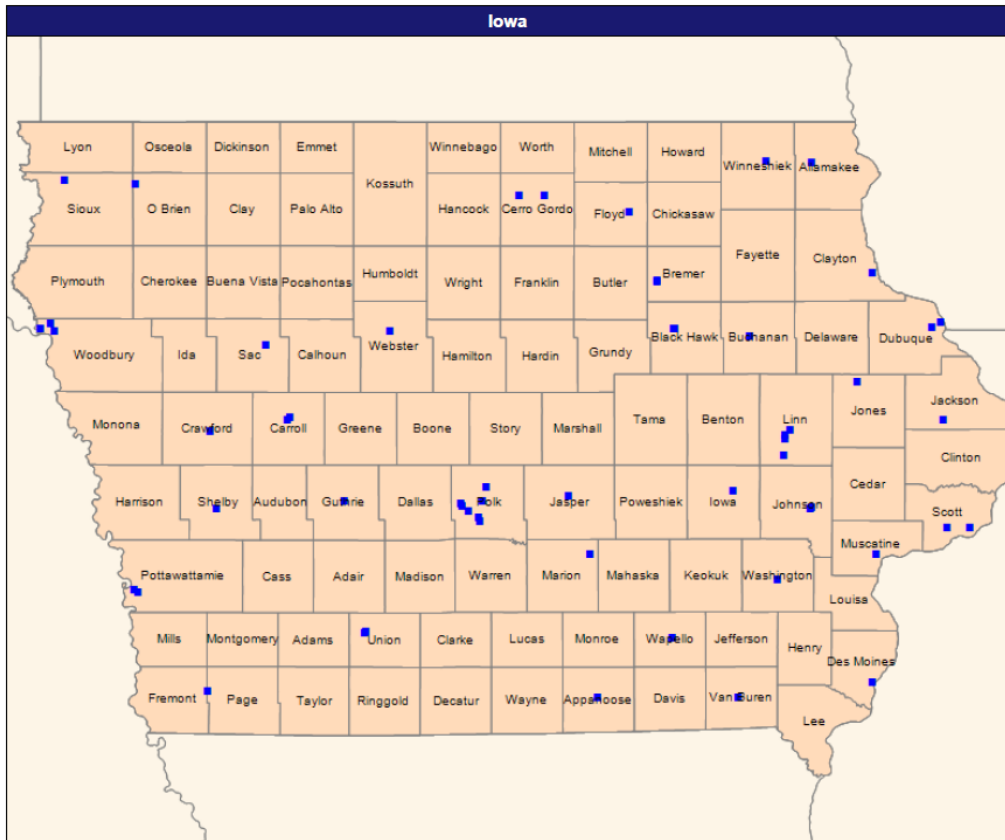 Iowa
Lyon Osceola Dickinson Emmet Winnebago Worth Mitchell Howard Winneshiek Allamakee
Kossuth
Sioux O Brien Clay Palo Alto Hancock Cerro Gordo Floyd Chickasaw
Fayette Clayton
Plymouth Cherokee Buena Vista Pocahontas Humboldt Wright Franklin Butler Bremer
Woodbury Ida Sac Calhoun Webster Hamilton Hardin Grundy Black Hawk Buchanan Delaware Dubuque
Monona Crawford Carroll Greene Boone Story Marshall Tama Benton Linn Jones Jackson
Clinton
Harrison Shelby Audubon Guthrie Dallas Polk Jasper Poweshiek Iowa Johnson Cedar Scott
Muscatine
Pottawattamie Cass Adair Madison Warren Marion Mahaska Keokuk Washington
Louisa
Mills Montgomery Adams Union Clarke Lucas Monroe Wapello Jefferson Henry Des Moines
Fremont Page Taylor Ringgold Decatur Wayne Appanoose Davis Van Buren Lee